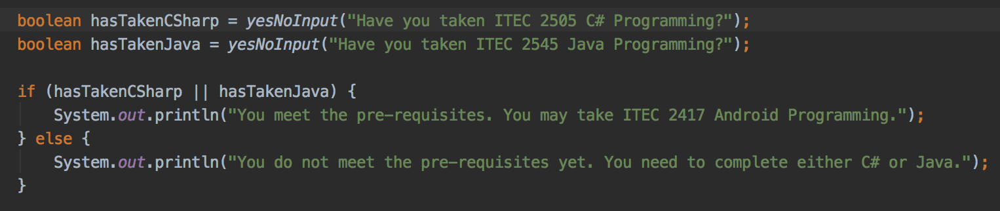 boolean hasTakenCSharp = yesNoInput("Have you taken ITEC 2505 C# Programming?");
boolean hasTakenJava = yesNoInput("Have you taken ITEC 2545 Java Programming?");

if (hasTakenCSharp || hasTakenJava) {
    System.out.println("You meet the pre-requisites. You may take ITEC 2417 Android Programming.");
} else {
    System.out.println("You do not meet the pre-requisites yet. You need to complete either C# or Java.");
}